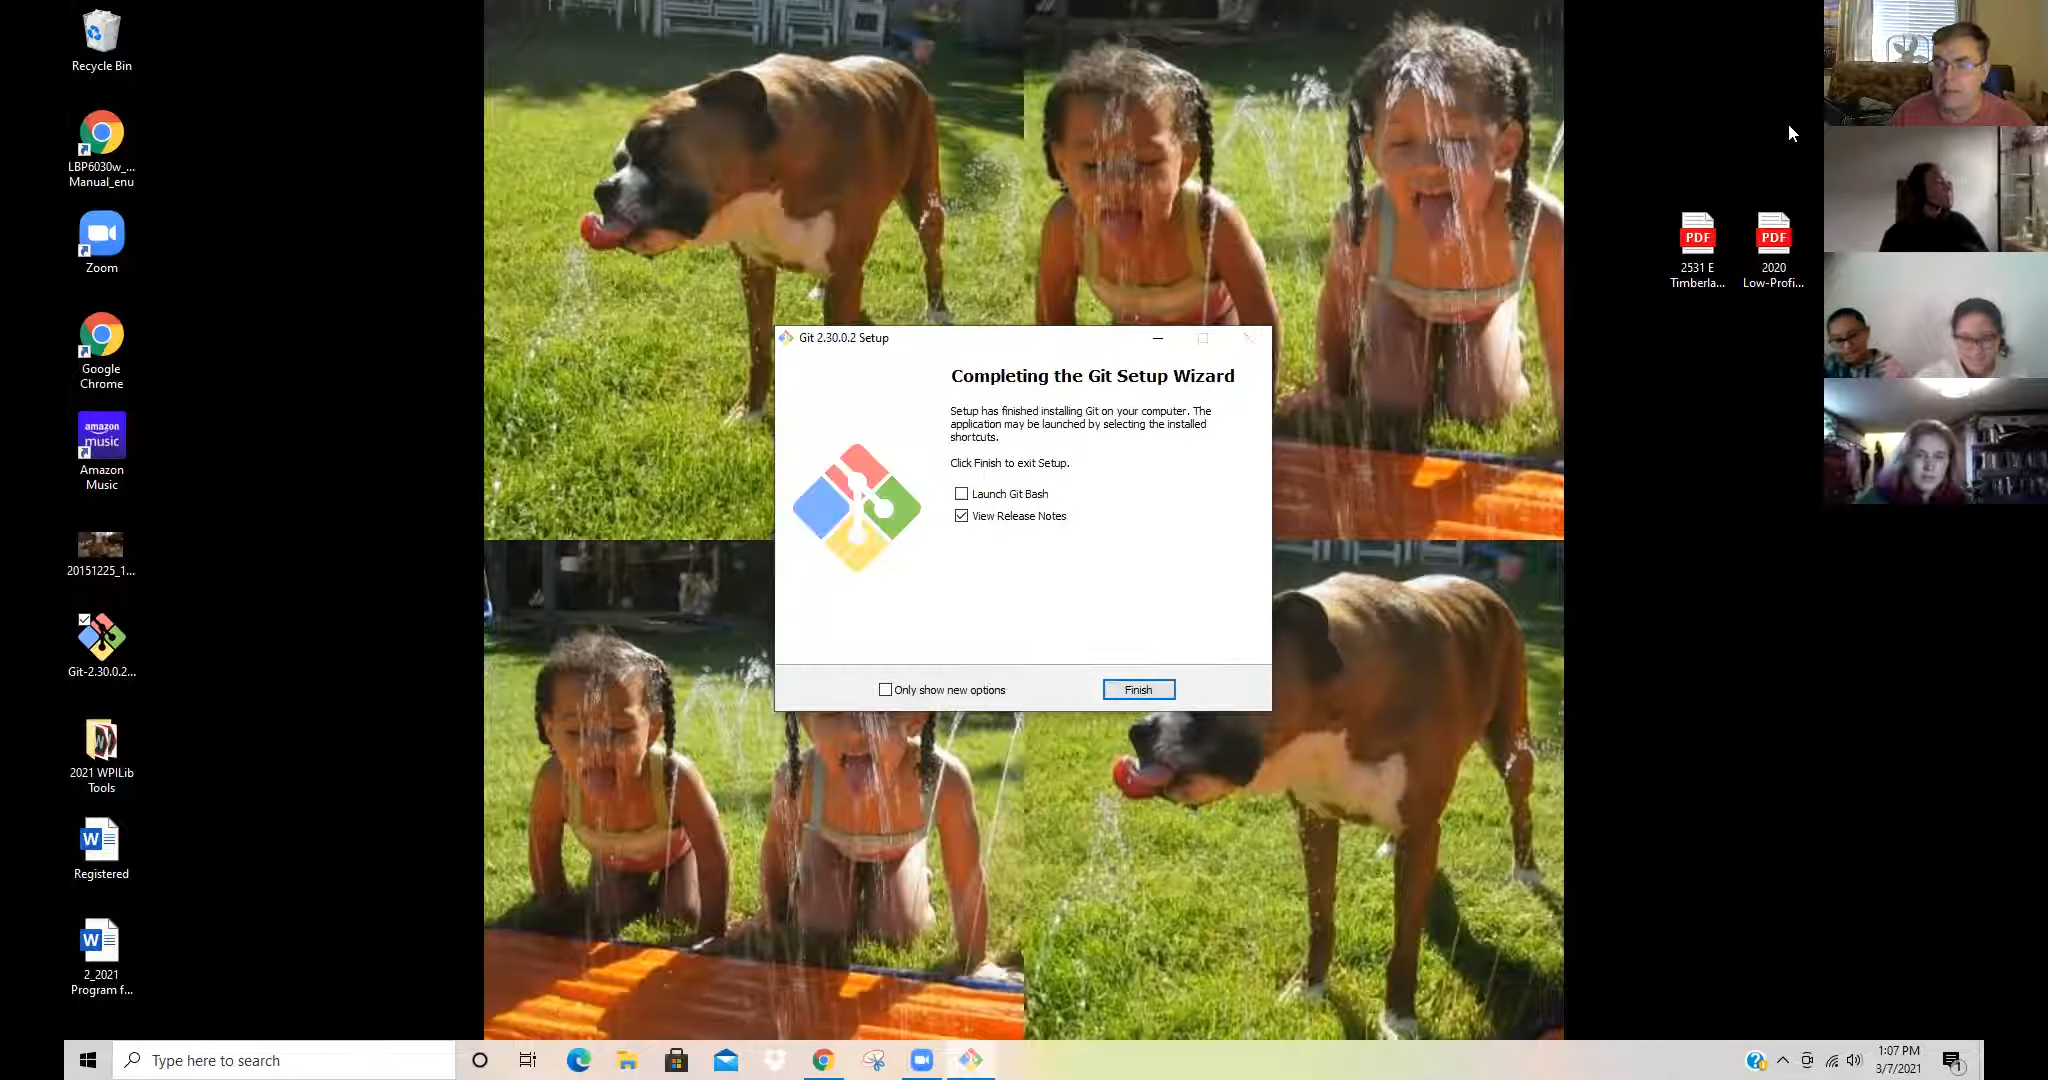 Recycle Bin
LBP6030w_...
Manual_enu
Zoom
Google
Chrome
amazon
music
Amazon
Music
20151225_1...
Git-2.30.0.2...
2021 WPILib
Tools
W
Registered
W
2_2021
Program f...
Git 2.30.0.2 Setup
Completing the Git Setup Wizard
Setup has finished installing Git on your computer. The
application may be launched by selecting the installed
shortcuts.
Click Finish to exit Setup.
Launch Git Bash
View Release Notes
Only show new options
Finish
PDF
2531 E
Timberla...
PDF
2020
Low-Profi...
Type here to search
1:07 PM
3/7/2021
1